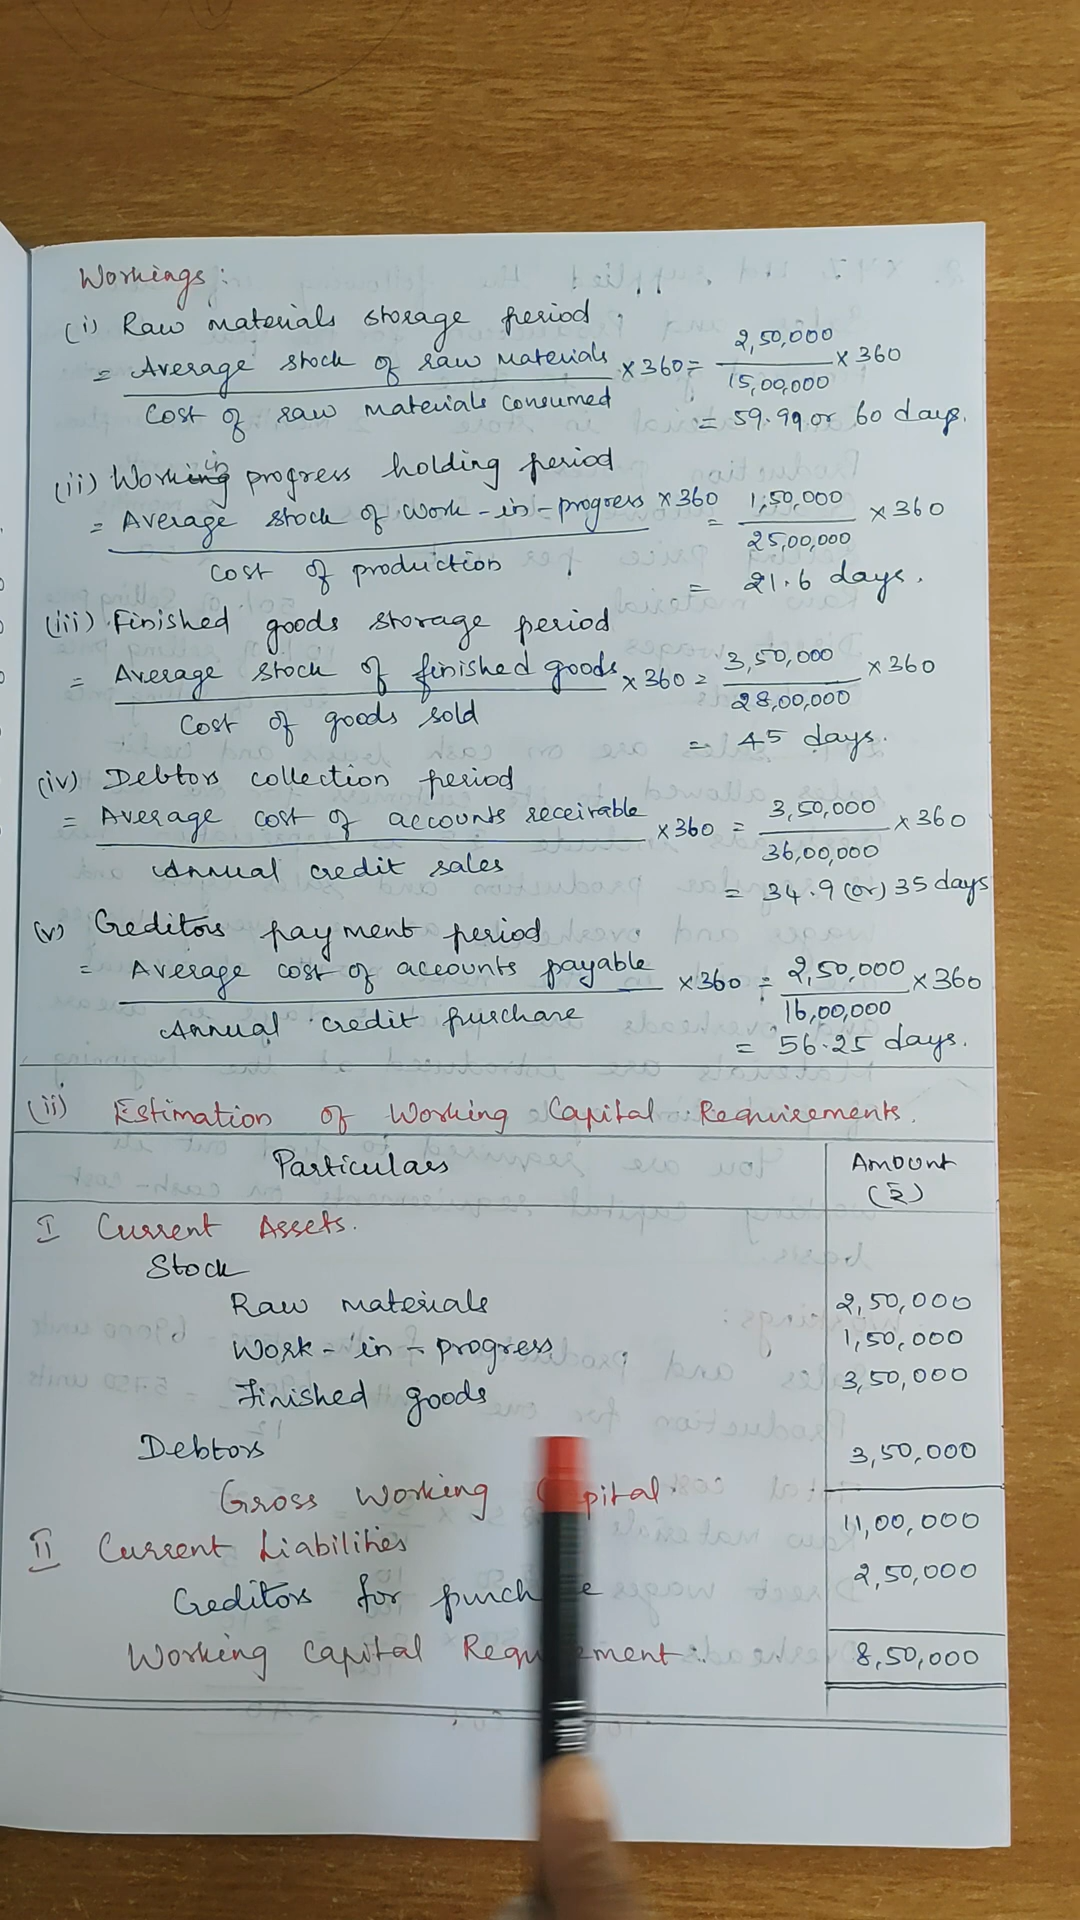 Workings:
(i) Raw materials storage period
= Average stock of raw materials / Cost of raw materials consumed × 360 = 2,50,000 / 15,00,000 × 360
= 59.99 or 60 days.
(ii) Work in progress holding period
= Average stock of work-in-progress / Cost of production × 360 = 1,50,000 / 25,00,000 × 360
= 21.6 days.
(iii) Finished goods storage period
= Average stock of finished goods / Cost of goods sold × 360 = 3,50,000 / 28,00,000 × 360
= 45 days.
(iv) Debtors collection period
= Average cost of accounts receivable / Annual credit sales × 360 = 3,50,000 / 36,00,000 × 360
= 34.9 (or) 35 days
(v) Creditors payment period
= Average cost of accounts payable / Annual credit purchase × 360 = 2,50,000 / 16,00,000 × 360
= 56.25 days.
(ii) Estimation of Working Capital Requirements.
Particulars Amount (₹)
I Current Assets.
Stock
Raw materials 2,50,000
Work-in-progress 1,50,000
Finished goods 3,50,000
Debtors 3,50,000
Gross Working Capital. 11,00,000
II Current Liabilities
Creditors for purchase 2,50,000
Working Capital Requirement: 8,50,000